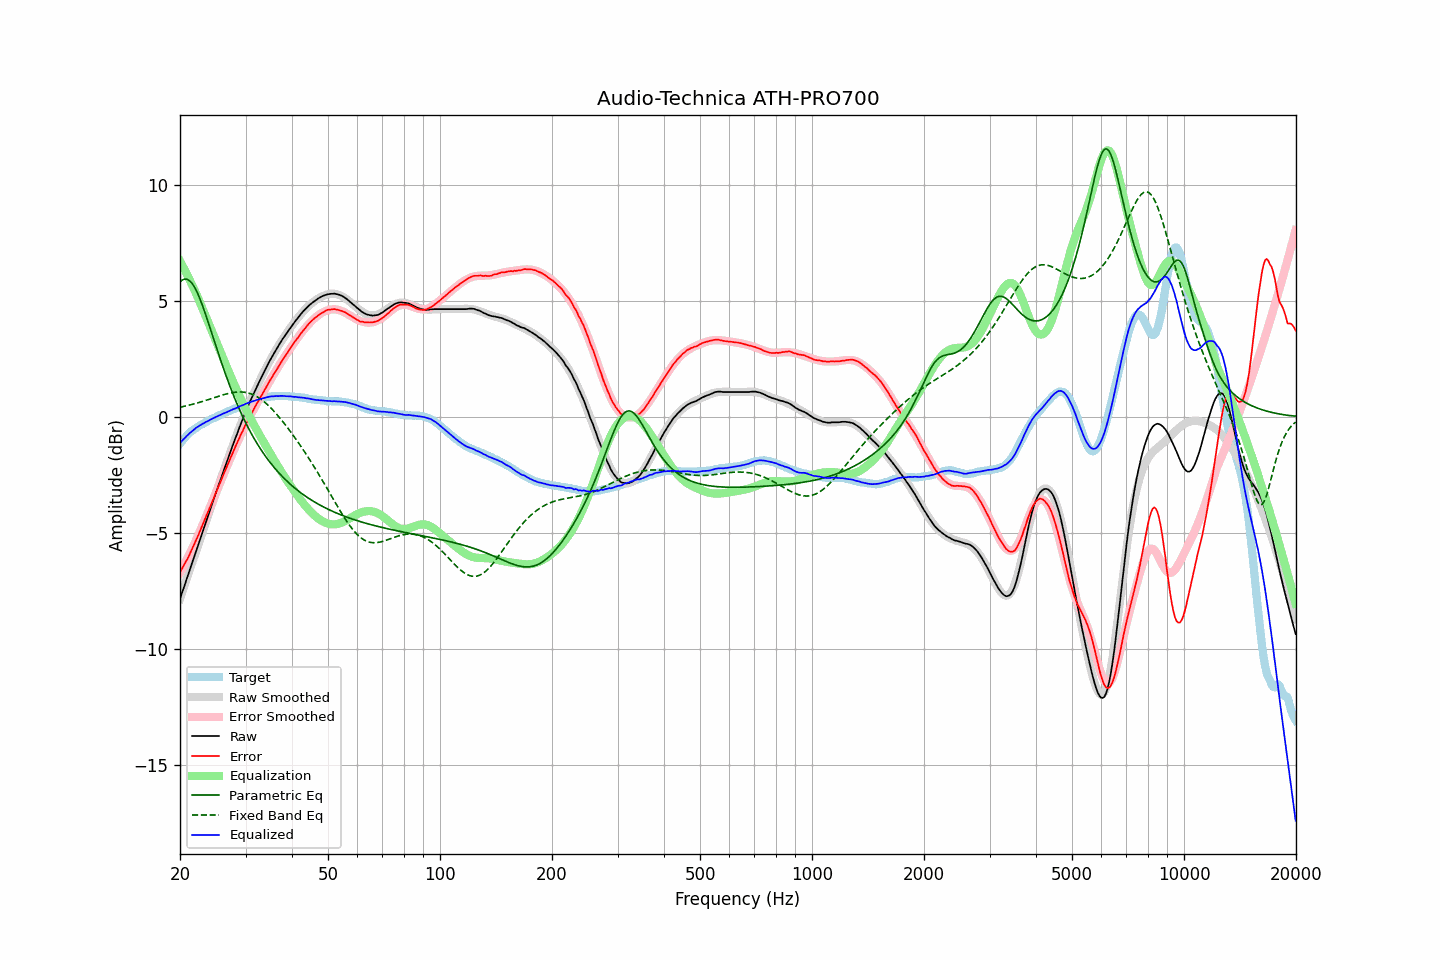 Audio-Technica ATH-PRO700
Amplitude (dBr)
10
5
0
−5
−10
−15
Target
Raw Smoothed
Error Smoothed
Raw
Error
Equalization
Parametric Eq
Fixed Band Eq
Equalized
20 50 100 200 500 1000 2000 5000 10000 20000
Frequency (Hz)